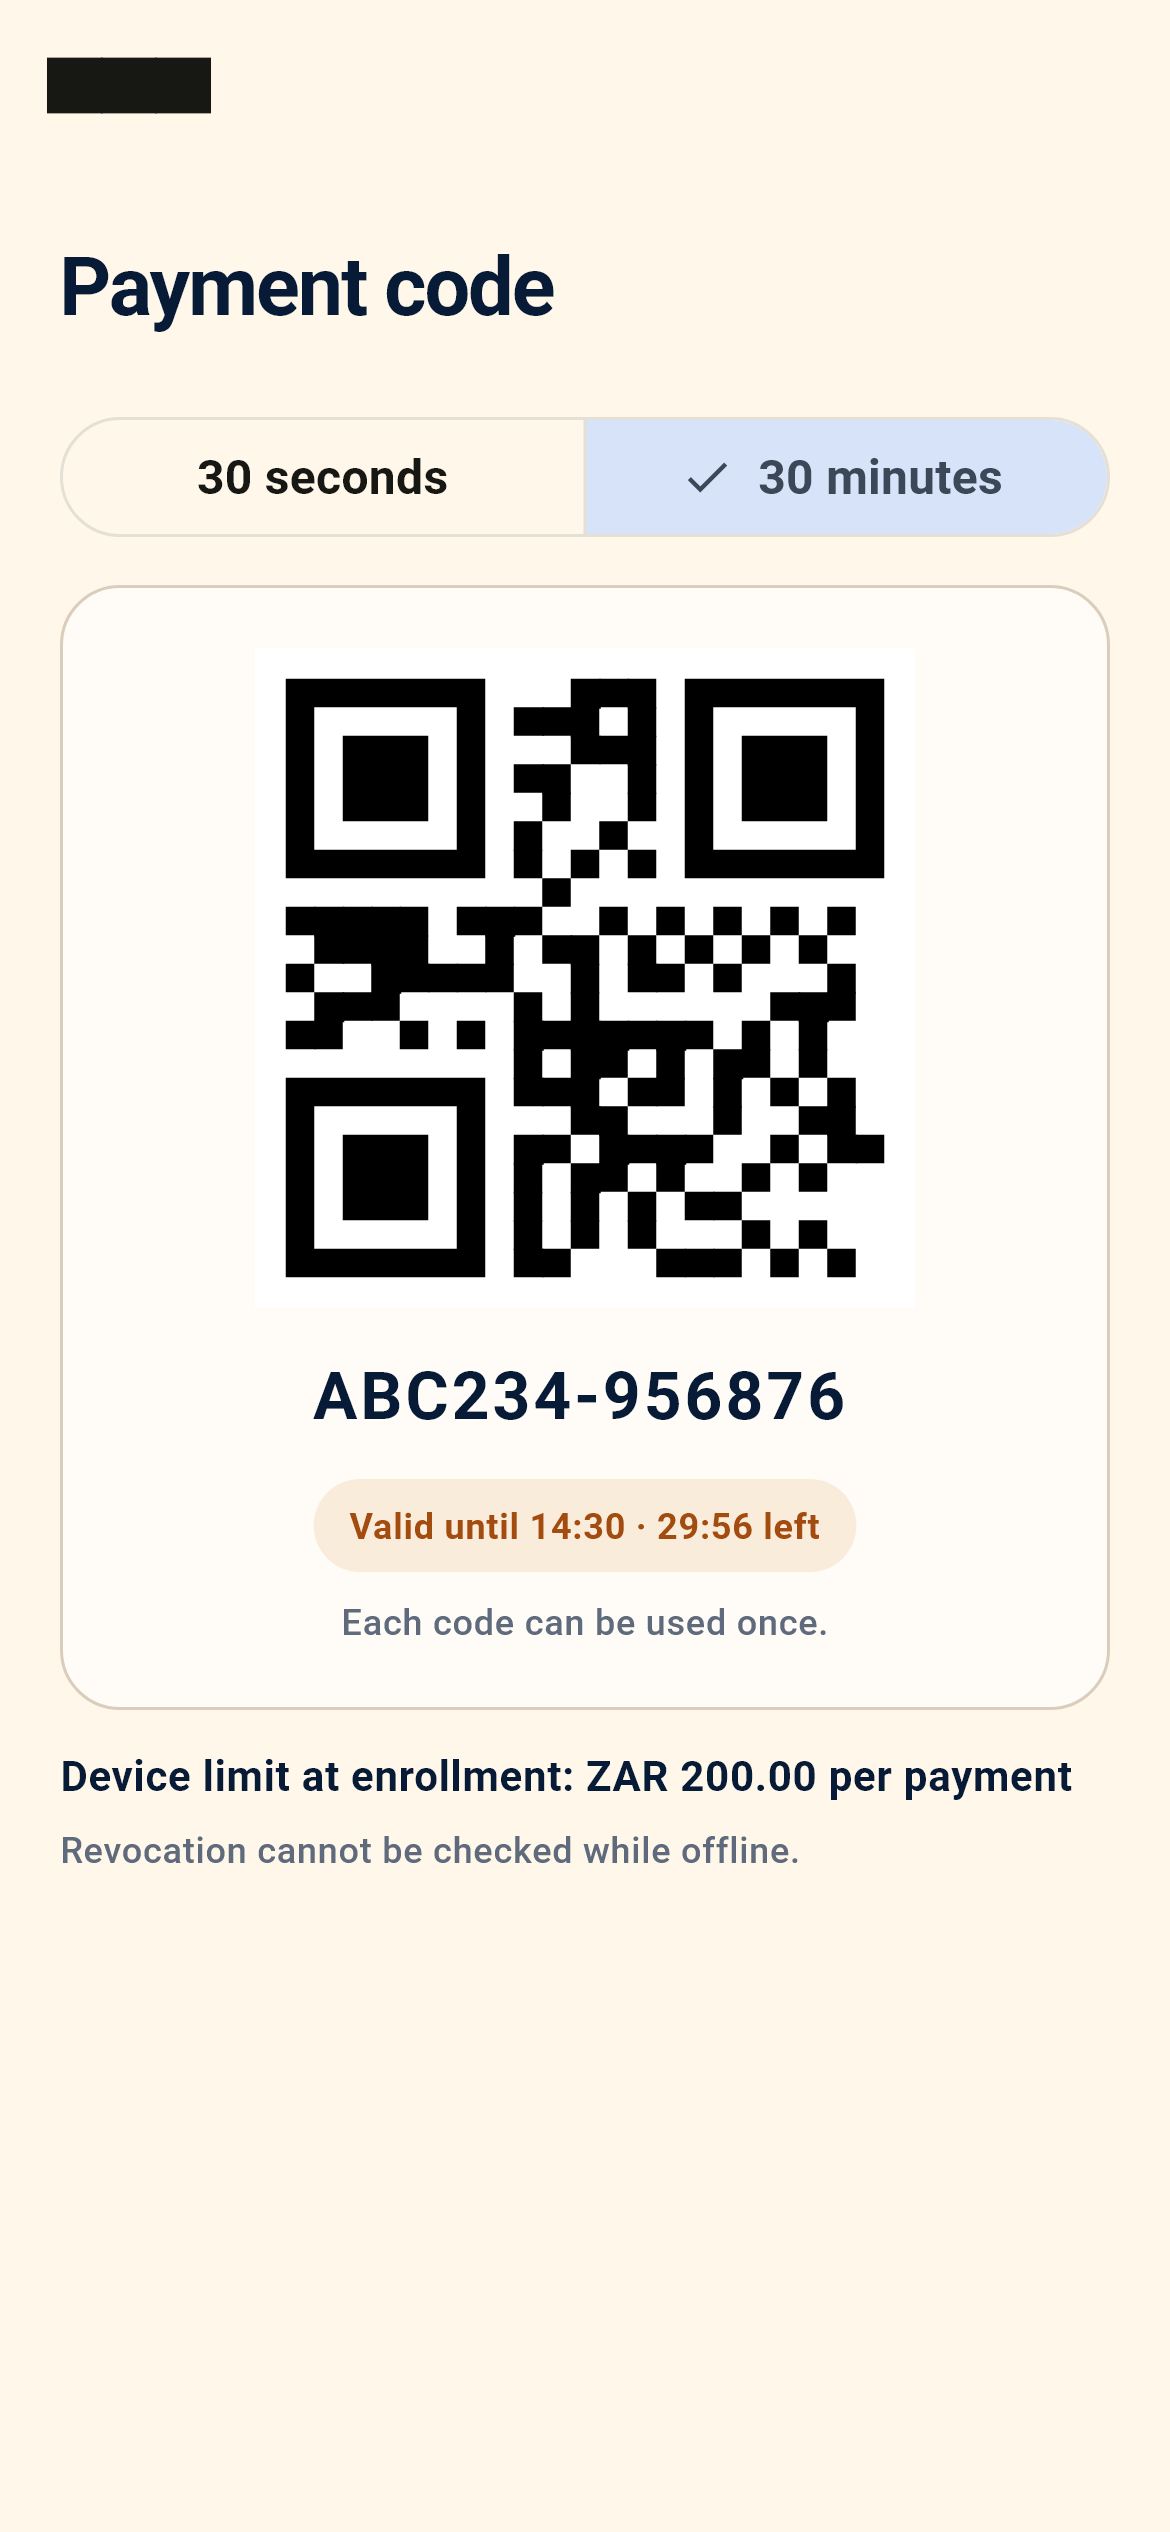 Payment code
30 seconds
30 minutes
ABC234-956876
Valid until 14:30 · 29:56 left
Each code can be used once.
Device limit at enrollment: ZAR 200.00 per payment
Revocation cannot be checked while offline.